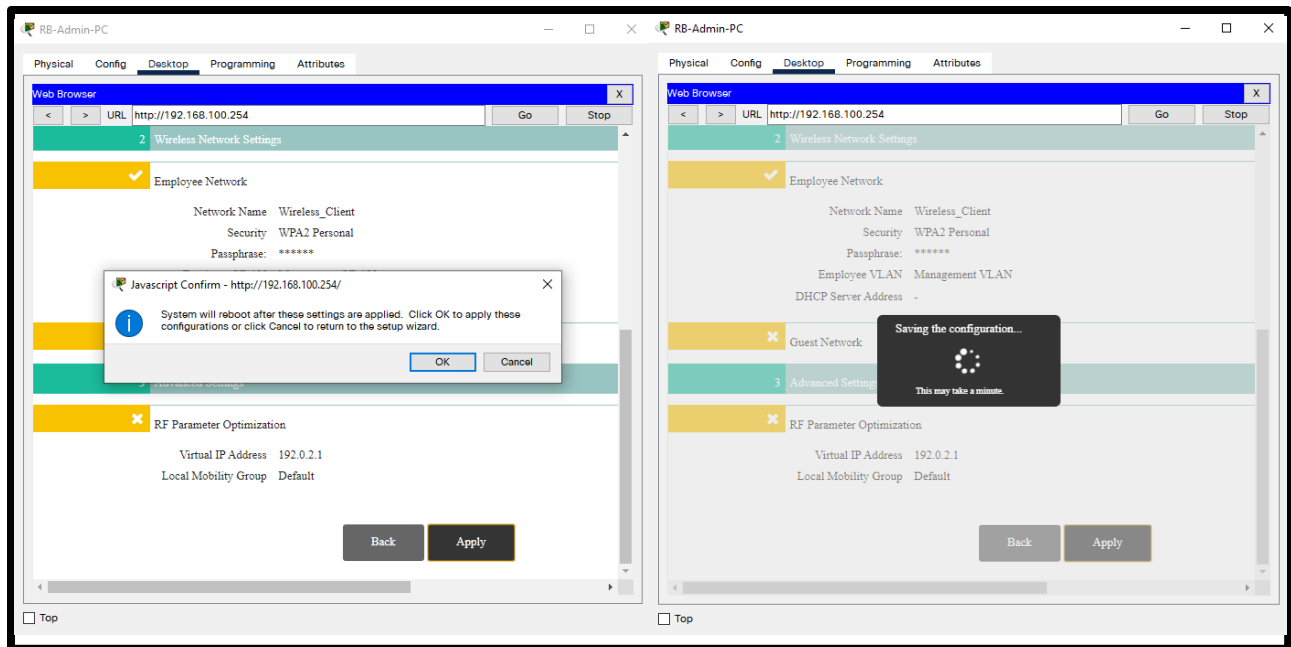 RB-Admin-PC
Physical Config Desktop Programming Attributes
Web Browser X
< > URL http://192.168.100.254 Go Stop
2 Wireless Network Settings
Employee Network
Network Name Wireless_Client
Security WPA2 Personal
Passphrase: ******
Javascript Confirm - http://192.168.100.254/
System will reboot after these settings are applied. Click OK to apply these
configurations or click Cancel to return to the setup wizard.
OK Cancel
3 Advanced Settings
RF Parameter Optimization
Virtual IP Address 192.0.2.1
Local Mobility Group Default
Back Apply
Top
RB-Admin-PC
Physical Config Desktop Programming Attributes
Web Browser X
< > URL http://192.168.100.254 Go Stop
2 Wireless Network Settings
Employee Network
Network Name Wireless_Client
Security WPA2 Personal
Passphrase: ******
Employee VLAN Management VLAN
DHCP Server Address -
Guest Network
Saving the configuration...
This may take a minute.
3 Advanced Settings
RF Parameter Optimization
Virtual IP Address 192.0.2.1
Local Mobility Group Default
Back Apply
Top